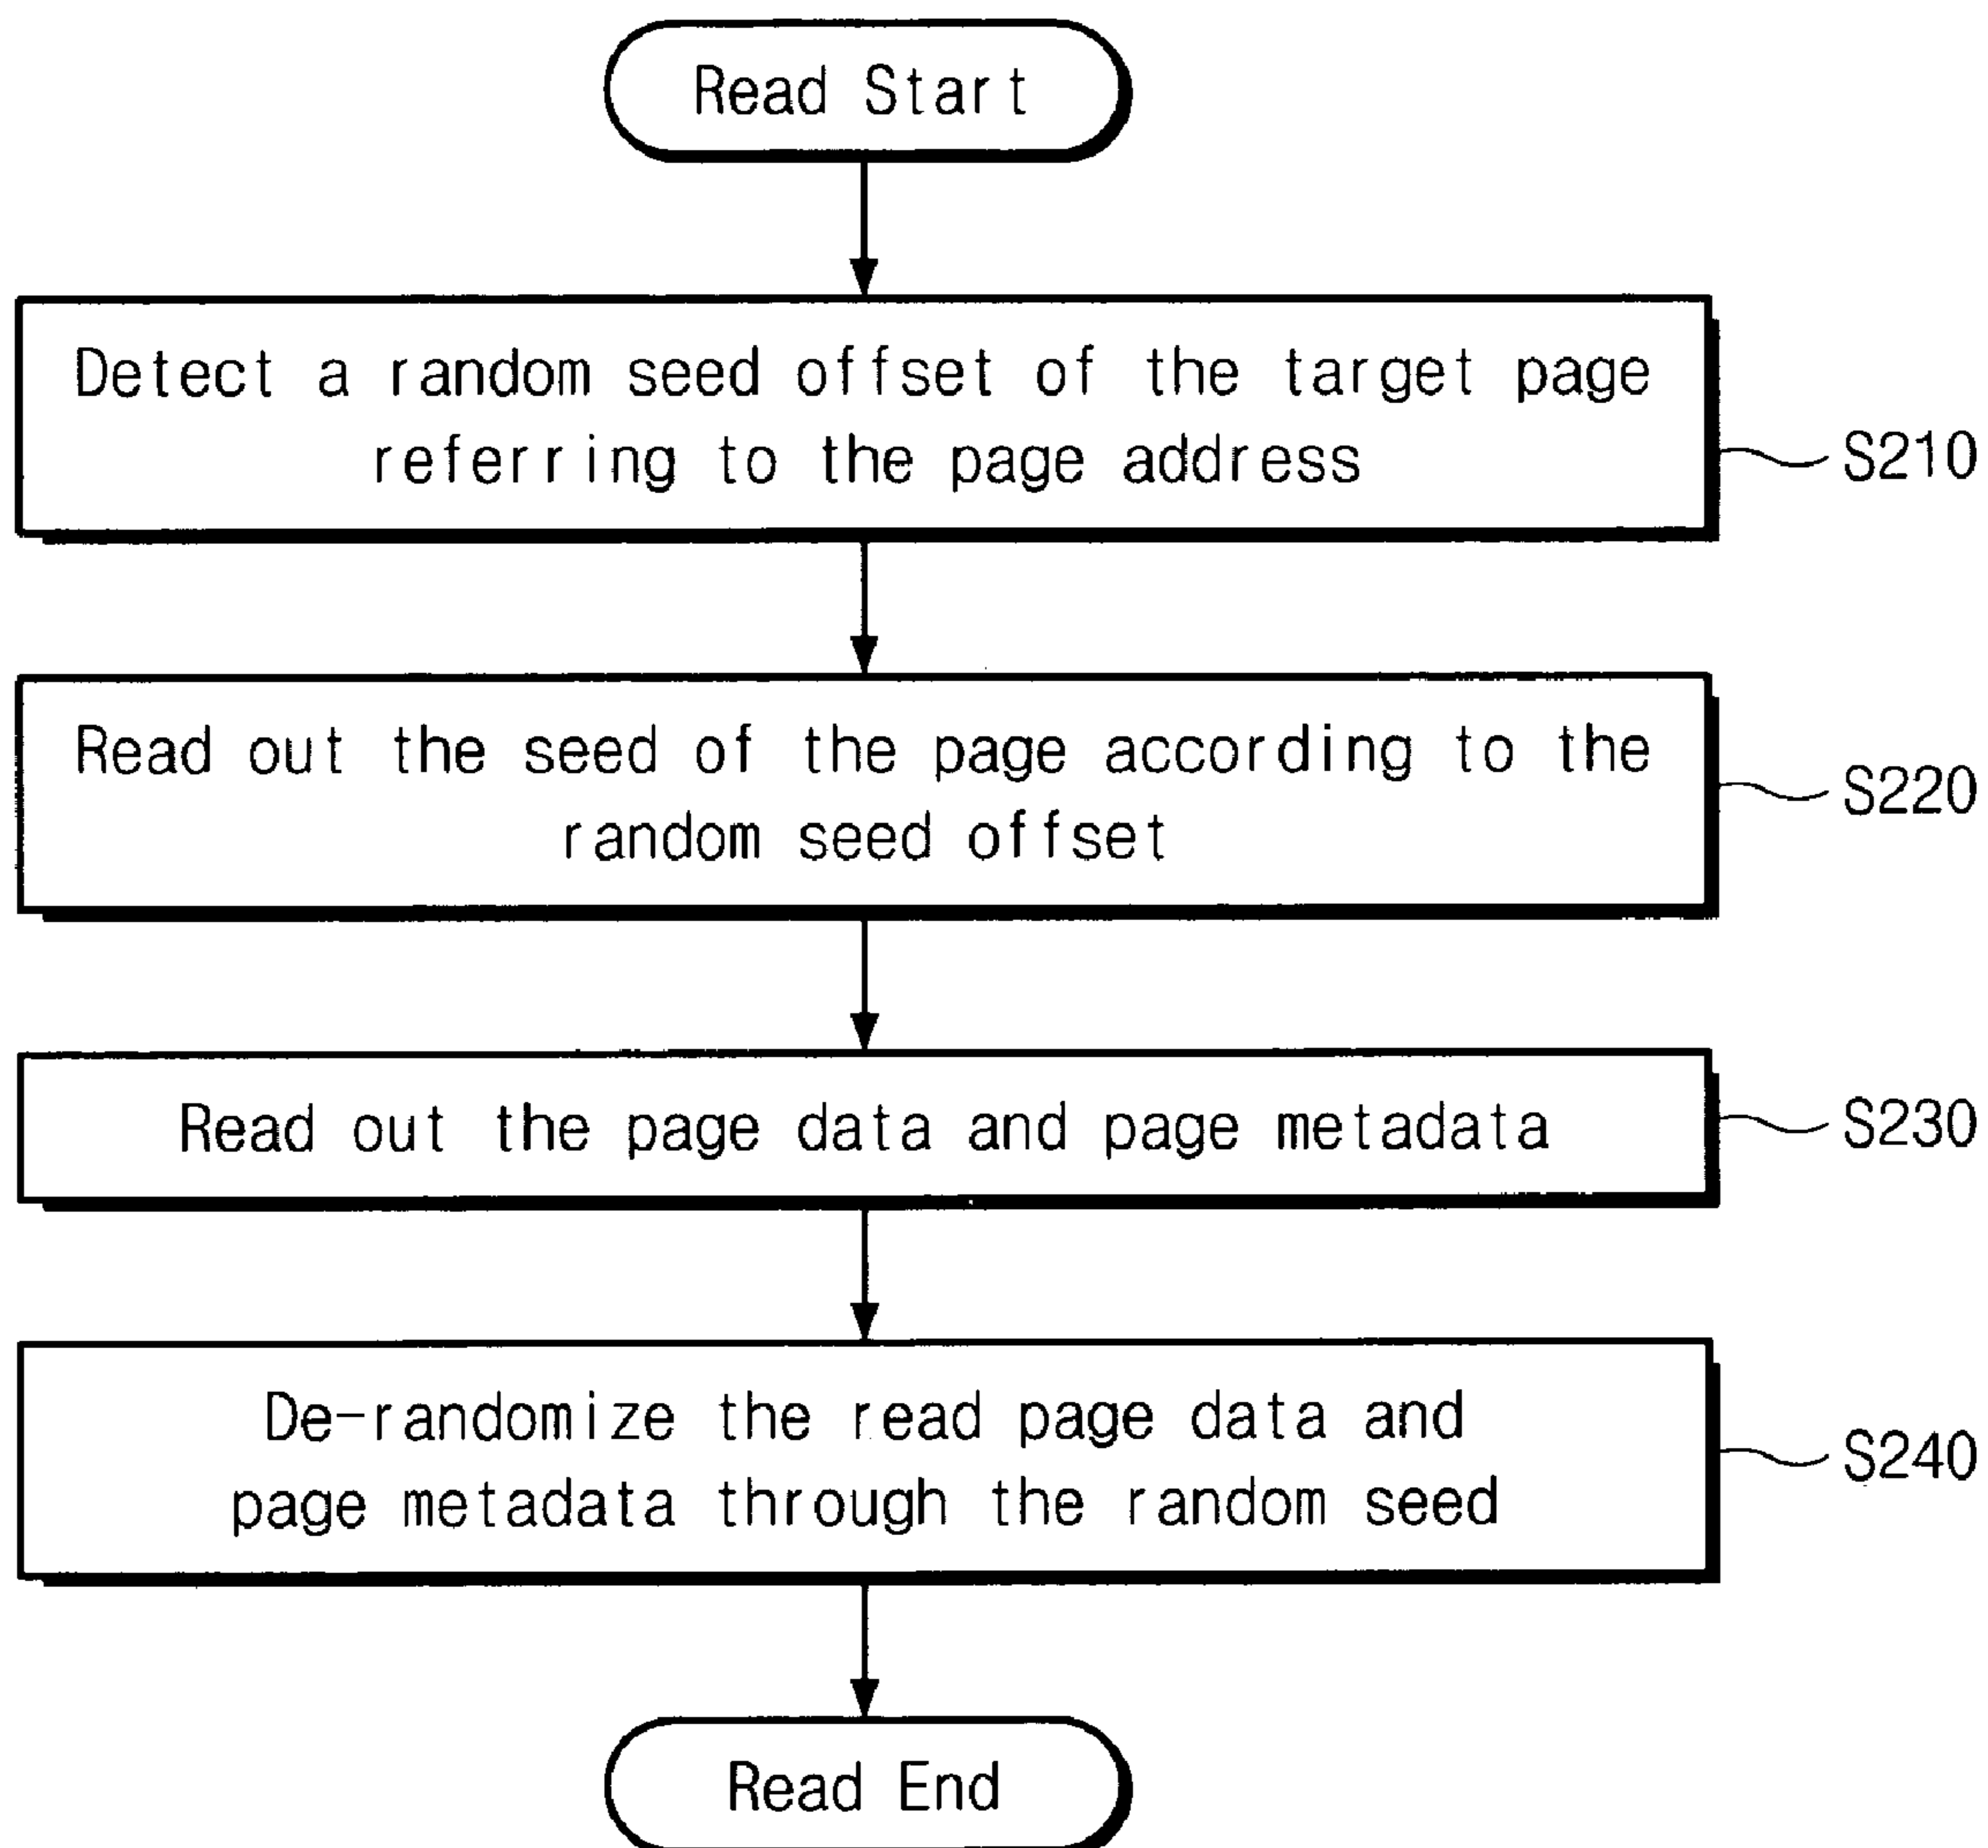 Read Start
Detect a random seed offset of the target page
referring to the page address
S210
Read out the seed of the page according to the
random seed offset
S220
Read out the page data and page metadata
S230
De-randomize the read page data and
page metadata through the random seed
S240
Read End